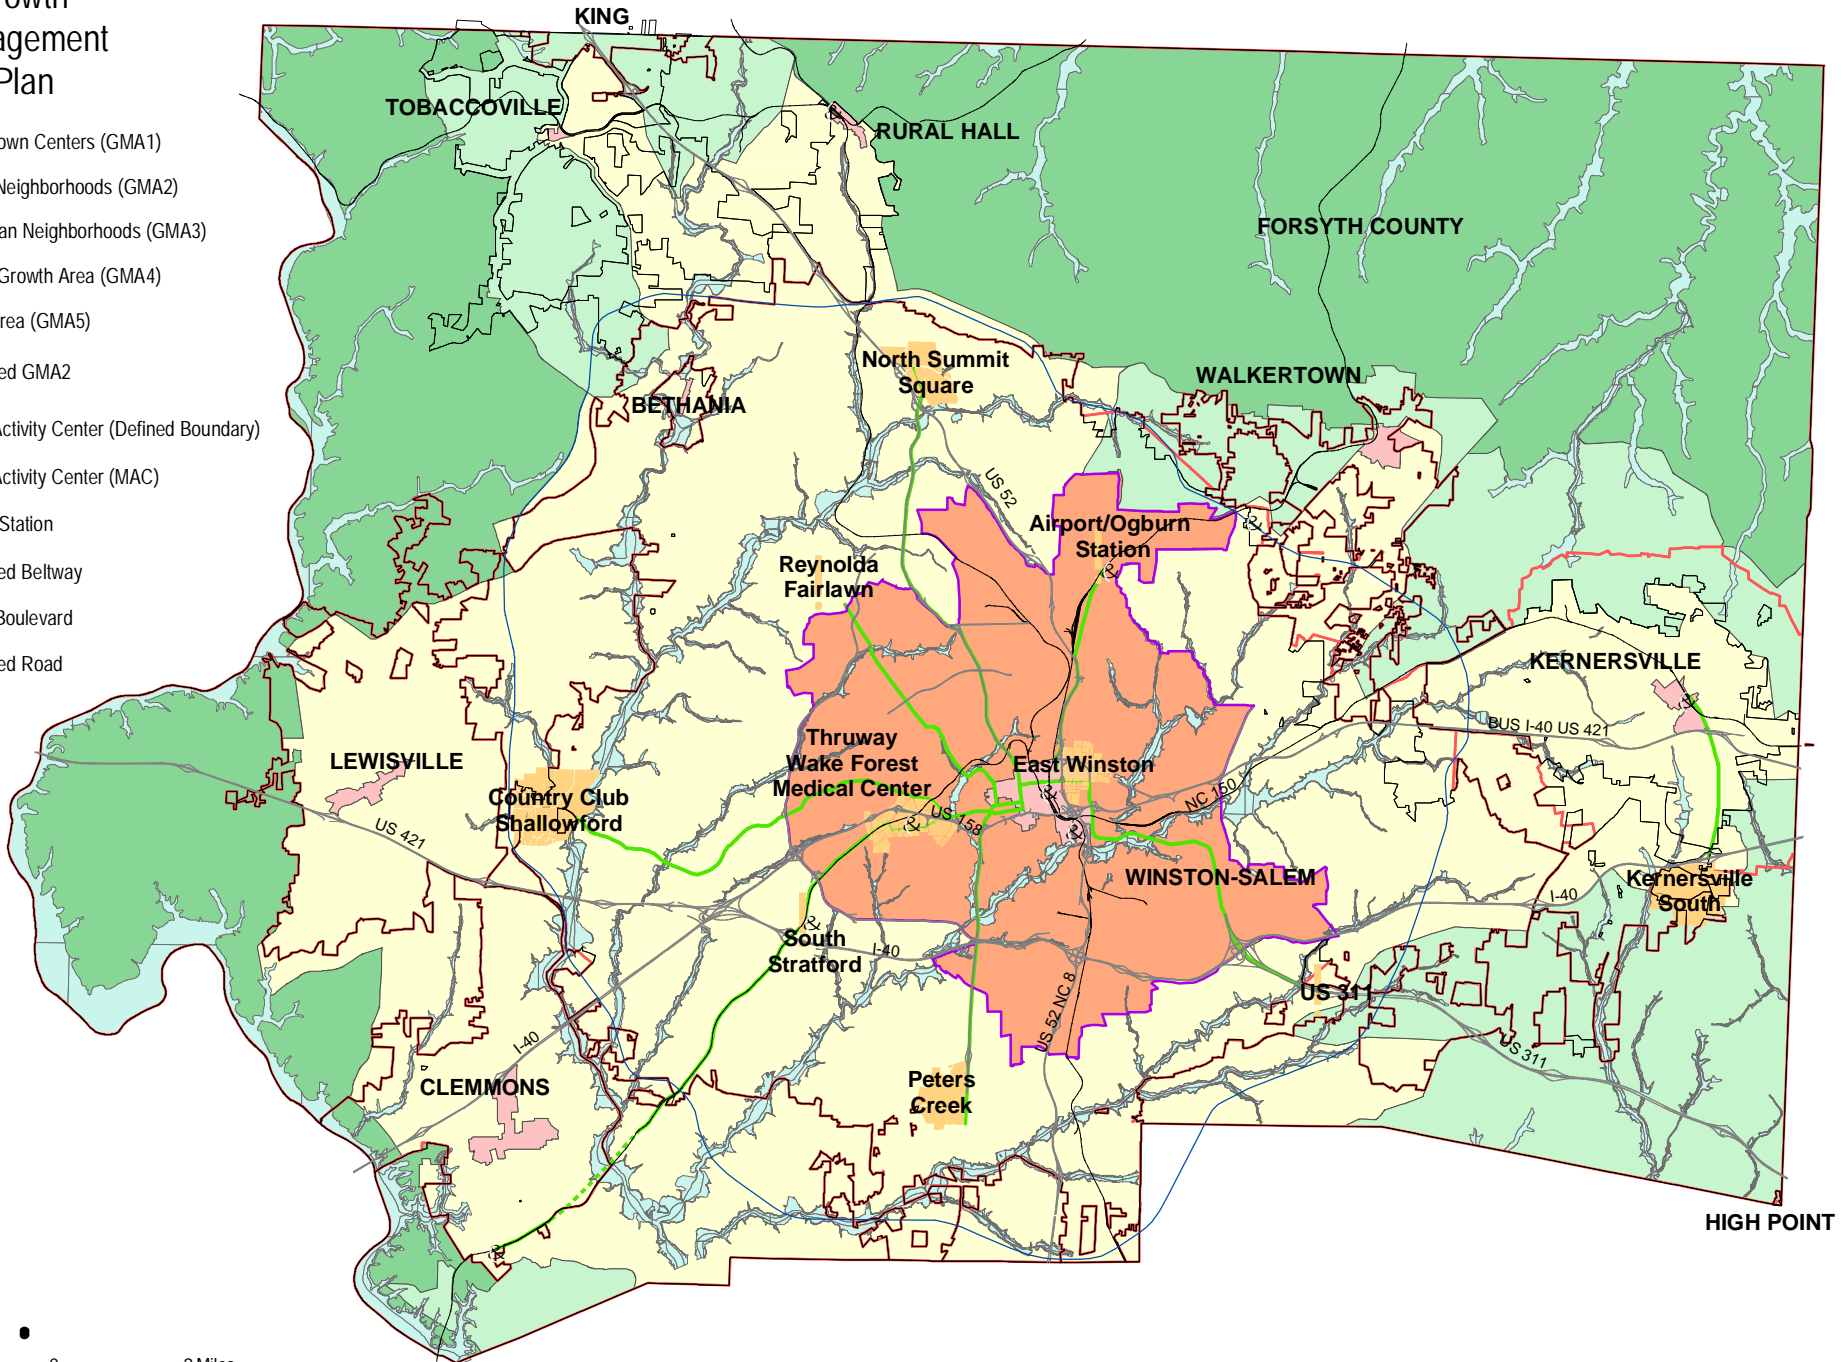 agement
Plan
own Centers (GMA1)
Neighborhoods (GMA2)
an Neighborhoods (GMA3)
Growth Area (GMA4)
rea (GMA5)
ed GMA2
Activity Center (Defined Boundary)
Activity Center (MAC)
Station
ed Beltway
Boulevard
ed Road
KING
TOBACCOVILLE
RURAL HALL
FORSYTH COUNTY
North Summit
Square
WALKERTOWN
BETHANIA
US 52
Airport/Ogburn
Station
Reynolda
Fairlawn
KERNERSVILLE
BUS I-40 US 421
LEWISVILLE
Thruway
Wake Forest
Medical Center
East Winston
NC 150
Country Club
Shallowford
US 158
US 421
WINSTON-SALEM
Kernersville
South
I-40
South
Stratford
I-40
US 311
US 52 NC 8
I-40
US 311
CLEMMONS
Peters
Creek
HIGH POINT
2 Miles